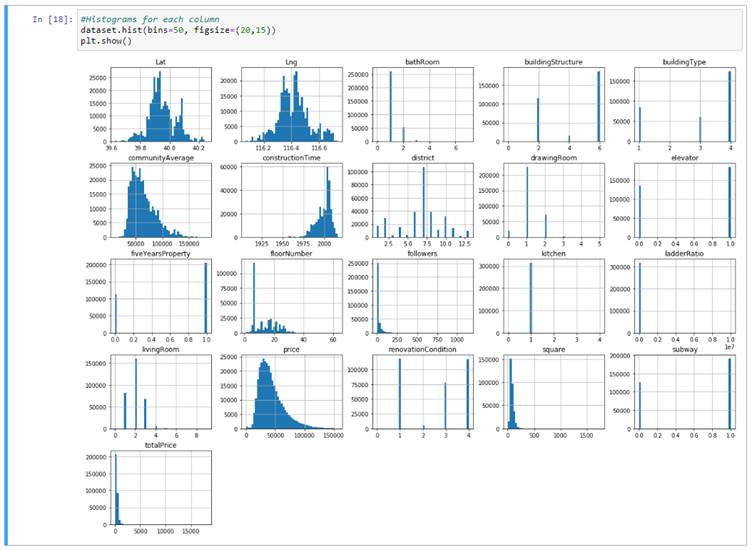 In [18]: #Histograms for each column
dataset.hist(bins=50, figsize=(20,15))
plt.show()
Lat Lng bathRoom buildingStructure buildingType
25000 20000 15000 10000 5000 0
39.6 39.8 40.0 40.2
20000 15000 10000 5000 0
116.2 116.4 116.6
250000 200000 150000 100000 50000 0
0 2 4 6
150000 100000 50000 0
2 4 6
150000 100000 50000 0
1 2 3 4
communityAverage constructionTime district drawingRoom elevator
25000 20000 15000 10000 5000 0
50000 100000 150000
60000 40000 20000 0
1925 1950 1975 2000
100000 80000 60000 40000 20000 0
2.5 5.0 7.5 10.0 12.5
200000 150000 100000 50000 0
0 1 2 3 4 5
150000 100000 50000 0
0.0 0.2 0.4 0.6 0.8 1.0
fiveYearsProperty floorNumber followers kitchen ladderRatio
200000 150000 100000 50000 0
0.0 0.2 0.4 0.6 0.8 1.0
100000 75000 50000 25000 0
0 20 40 60
250000 200000 150000 100000 50000 0
0 250 500 750 1000
300000 200000 100000 0
0 1 2 3 4
300000 200000 100000 0
0.0 0.2 0.4 0.6 0.8 1.0
1e7
livingRoom price renovationCondition square subway
150000 100000 50000 0
0 2 4 6 8
25000 20000 15000 10000 5000 0
0 50000 100000 150000
100000 75000 50000 25000 0
1 2 3 4
150000 100000 50000 0
0 500 1000 1500
200000 150000 100000 50000 0
0.0 0.2 0.4 0.6 0.8 1.0
totalPrice
200000 150000 100000 50000 0
0 5000 10000 15000